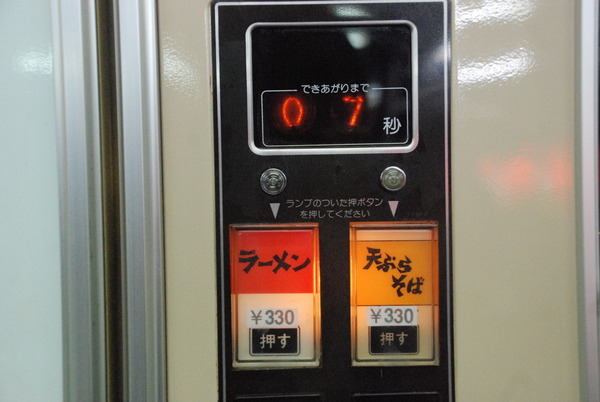 できあがりまで
07秒
ランプのついた押ボタン
を押してください
ラーメン
¥330
押す
天ぷら
そば
¥330
押す